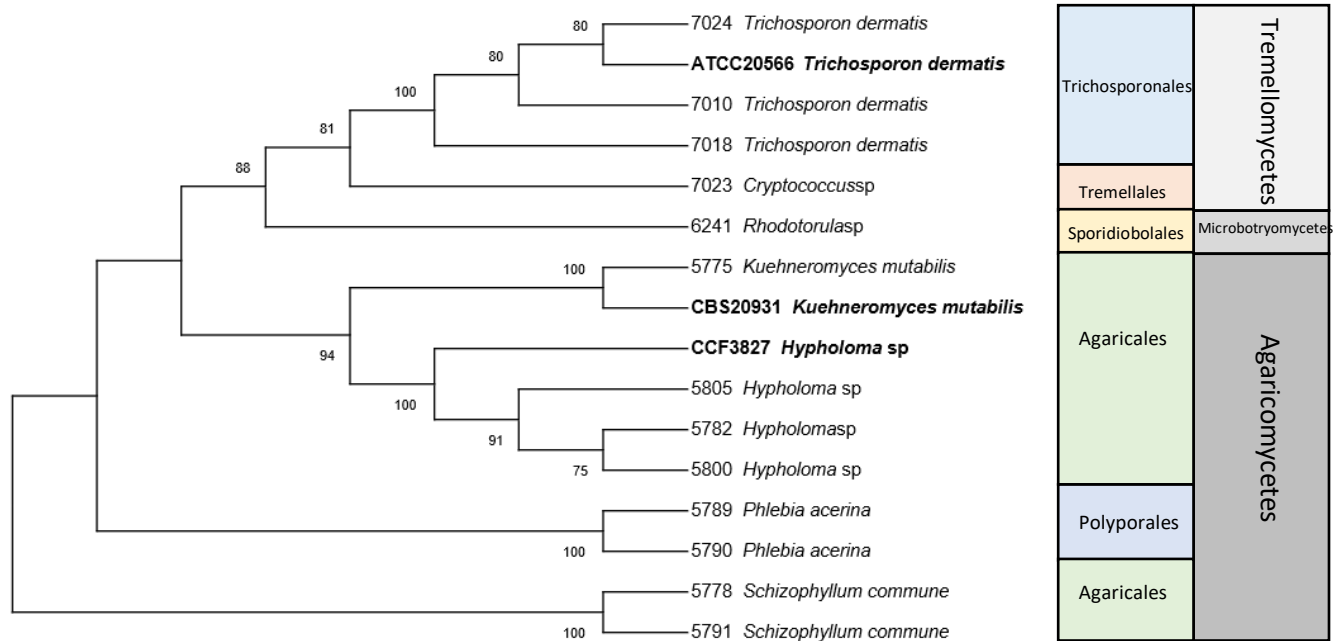 80
7024 Trichosporon dermatis
80
ATCC20566 Trichosporon dermatis
100
7010 Trichosporon dermatis
81
7018 Trichosporon dermatis
88
7023 Cryptococcussp
6241 Rhodotorulasp
100
5775 Kuehneromyces mutabilis
CBS20931 Kuehneromyces mutabilis
94
CCF3827 Hypholoma sp
100
5805 Hypholoma sp
91
5782 Hypholomasp
75
5800 Hypholoma sp
5789 Phlebia acerina
100
5790 Phlebia acerina
5778 Schizophyllum commune
100
5791 Schizophyllum commune
Trichosporonales
Tremellales
Sporidiobolales
Agaricales
Polyporales
Agaricales
Tremellomycetes
Microbotryomycetes
Agaricomycetes